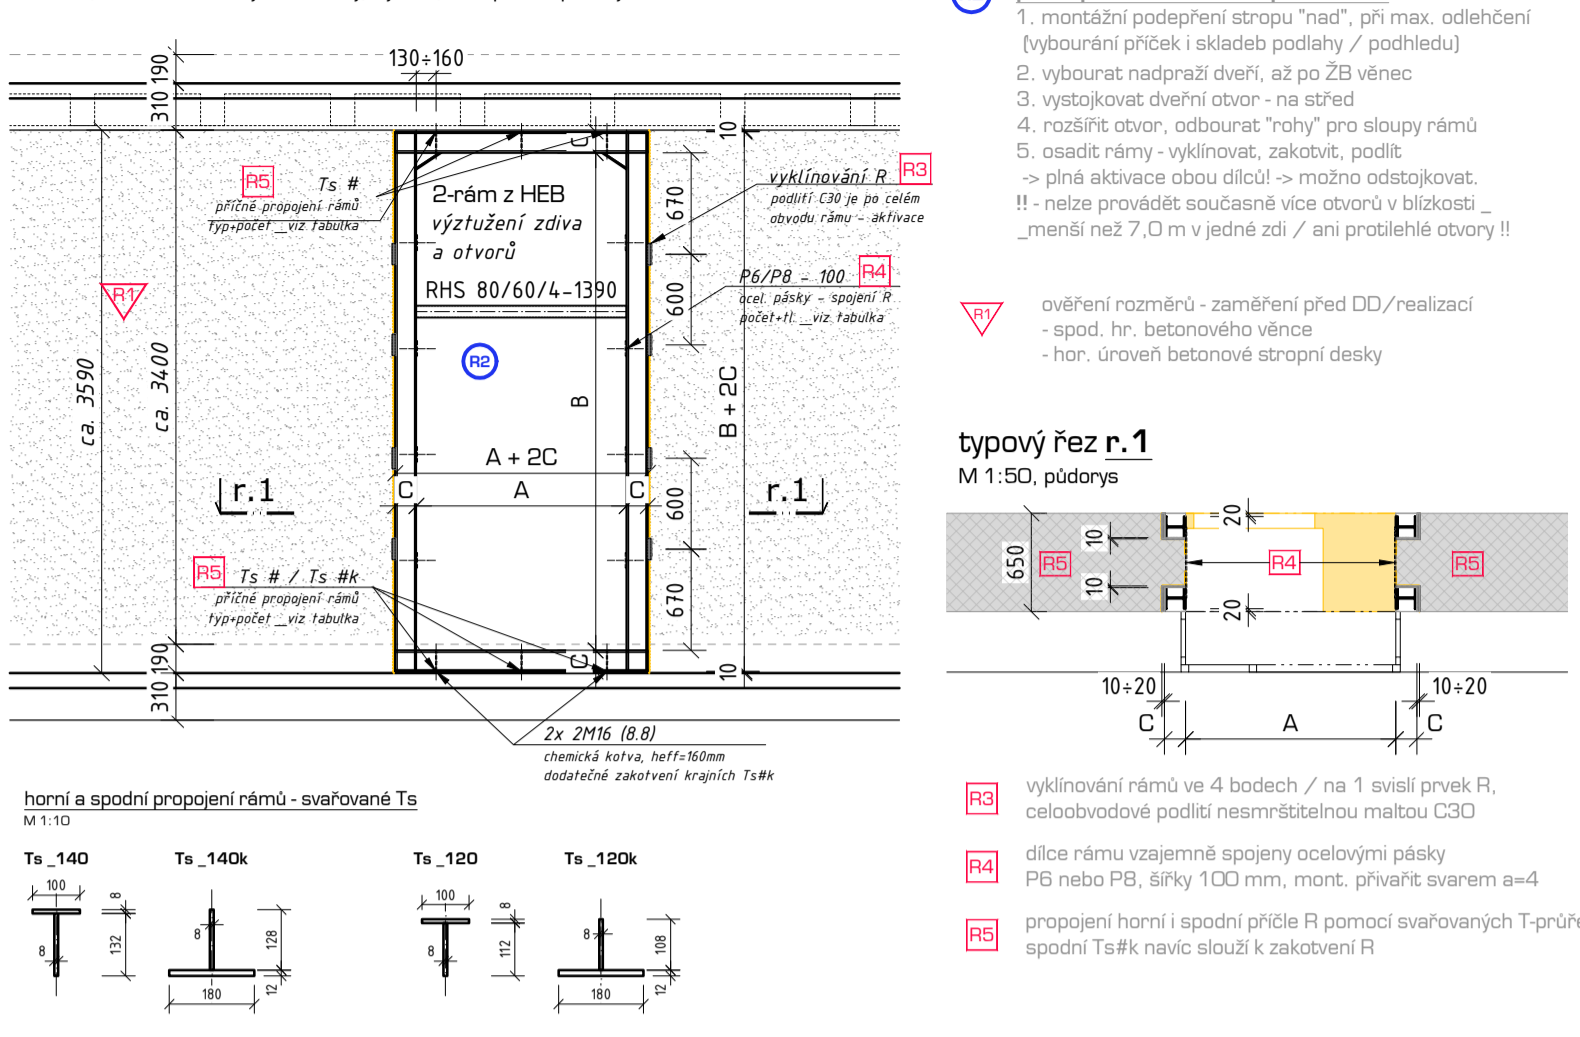 130÷160
190
310
10
R5
Ts #
příčné propojení rámů
typ+počet __viz tabulka
2-rám z HEB
výztužení zdiva
a otvorů
RHS 80/60/4-1390
C
670
vyklínování R
R3
podlití C30 je po celém
obvodu rámu - aktivace
P6/P8 - 100
R4
ocel. pásky - spojení R
počet+tl. __viz tabulka
600
R1
R2
ca. 3590
ca. 3400
B
B + 2C
A + 2C
C
A
C
r.1
r.1
600
R5
Ts # / Ts #k
příčné propojení rámů
typ+počet __viz tabulka
670
C
190
310
10
2x 2M16 (8.8)
chemická kotva, heff=160mm
dodatečné zakotvení krajních Ts#k
horní a spodní propojení rámů - svařované Ts
M 1:10
Ts _140
100
8
132
8
Ts _140k
8
128
12
180
Ts _120
100
8
112
8
Ts _120k
8
108
12
180
1. montážní podepření stropu "nad", při max. odlehčení
(vybourání příček i skladeb podlahy / podhledu)
2. vybourat nadpraží dveří, až po ŽB věnec
3. vystojkovat dveřní otvor - na střed
4. rozšířit otvor, odbourat "rohy" pro sloupy rámů
5. osadit rámy - vyklínovat, zakotvit, podlít
-> plná aktivace obou dílců! -> možno odstojkovat.
!! - nelze provádět současně více otvorů v blízkosti _
_menší než 7,0 m v jedné zdi / ani protilehlé otvory !!
R1
ověření rozměrů - zaměření před DD/realizací
- spod. hr. betonového věnce
- hor. úroveň betonové stropní desky
typový řez r.1
M 1:50, půdorys
650
R5
10
10
20
R4
20
R5
10÷20
10÷20
C
A
C
R3
vyklínování rámů ve 4 bodech / na 1 svislí prvek R,
celoobvodové podlití nesmrštitelnou maltou C30
R4
dílce rámu vzajemně spojeny ocelovými pásky
P6 nebo P8, šířky 100 mm, mont. přivařit svarem a=4
R5
propojení horní i spodní příčle R pomocí svařovaných T-průře
spodní Ts#k navíc slouží k zakotvení R